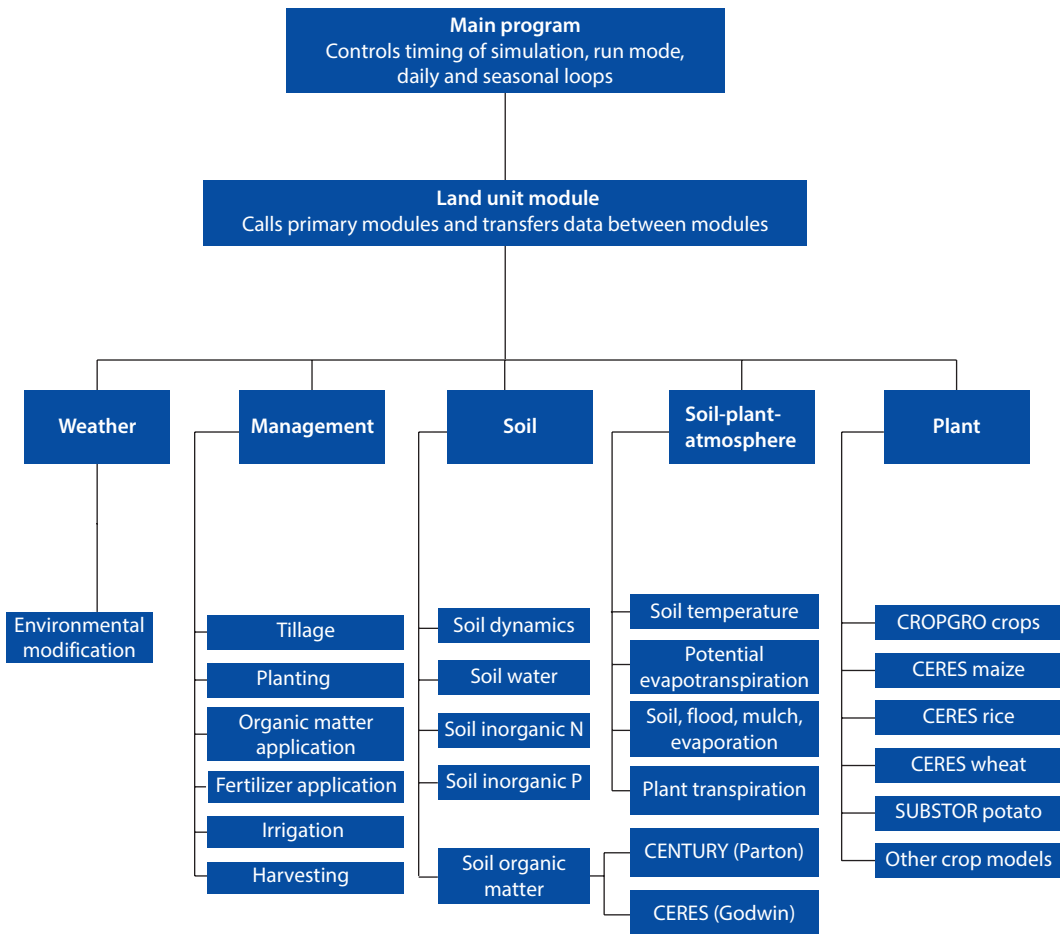 Main program
Controls timing of simulation, run mode,
daily and seasonal loops
Land unit module
Calls primary modules and transfers data between modules
Weather
Management
Soil
Soil-plant-
atmosphere
Plant
Environmental
modification
Tillage
Planting
Organic matter
application
Fertilizer application
Irrigation
Harvesting
Soil dynamics
Soil water
Soil inorganic N
Soil inorganic P
Soil organic
matter
CENTURY (Parton)
CERES (Godwin)
Soil temperature
Potential
evapotranspiration
Soil, flood, mulch,
evaporation
Plant transpiration
CROPGRO crops
CERES maize
CERES rice
CERES wheat
SUBSTOR potato
Other crop models